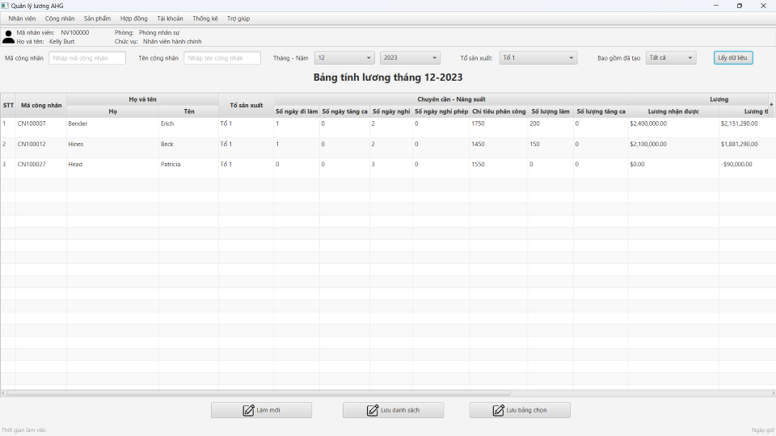 Quản lý lương AHG
Nhân viên Công nhân Sản phẩm Hợp đồng Tài khoản Thống kê Trợ giúp
Mã nhân viên: NV100000 Phòng: Phòng nhân sự
Họ và tên: Kelly Burt Chức vụ: Nhân viên hành chính
Mã công nhân Nhập mã công nhân Tên công nhân Nhập tên công nhân Tháng - Năm 12 2023 Tổ sản xuất: Tổ 1 Bao gồm đã tạo Tất cả Lấy dữ liệu
Bảng tính lương tháng 12-2023
STT Mã công nhân Họ và tên Tổ sản xuất Chuyên cần - Năng suất Lương +
Họ Tên Số ngày đi làm Số ngày tăng ca Số ngày nghỉ Số ngày nghỉ phép Chỉ tiêu phân công Số lượng làm Số lượng tăng ca Lương nhận được Lương tl
1 CN100007 Bender Erich Tổ 1 1 0 2 0 1750 200 0 $2,400,000.00 $2,151,290.00
2 CN100012 Hines Beck Tổ 1 1 0 2 0 1450 150 0 $2,100,000.00 $1,881,290.00
3 CN100027 Head Patricia Tổ 1 0 0 3 0 1550 0 0 $0.00 -$90,000.00
Làm mới Lưu danh sách Lưu bảng chọn
Thời gian làm việc Ngày giờ